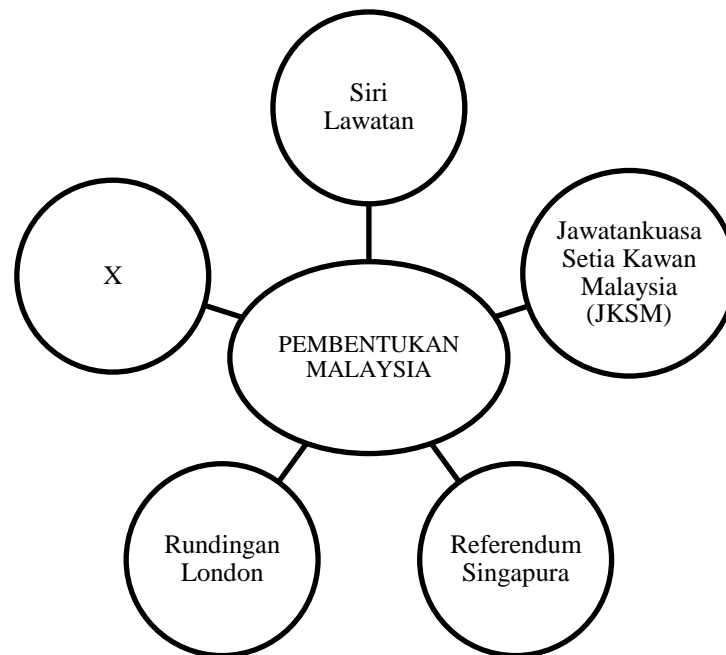 Siri
Lawatan
Jawatankuasa
Setia Kawan
Malaysia
(JKSM)
X
PEMBENTUKAN
MALAYSIA
Rundingan
London
Referendum
Singapura